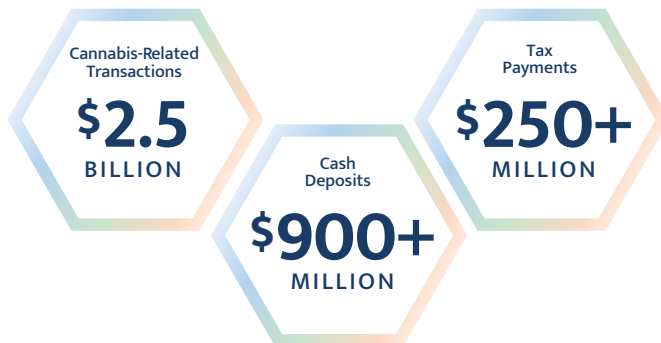 Cannabis-Related
Transactions
$2.5
BILLION
Cash
Deposits
$900+
MILLION
Tax
Payments
$250+
MILLION